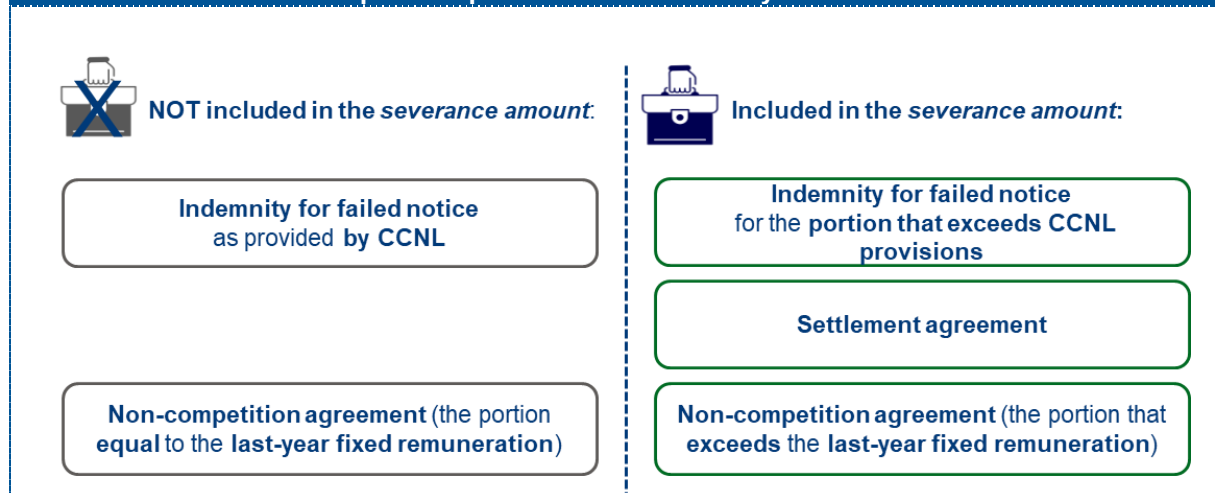 NOT included in the severance amount:
Included in the severance amount:
Indemnity for failed notice
as provided by CCNL
Indemnity for failed notice
for the portion that exceeds CCNL
provisions
Settlement agreement
Non-competition agreement (the portion
equal to the last-year fixed remuneration)
Non-competition agreement (the portion that
exceeds the last-year fixed remuneration)